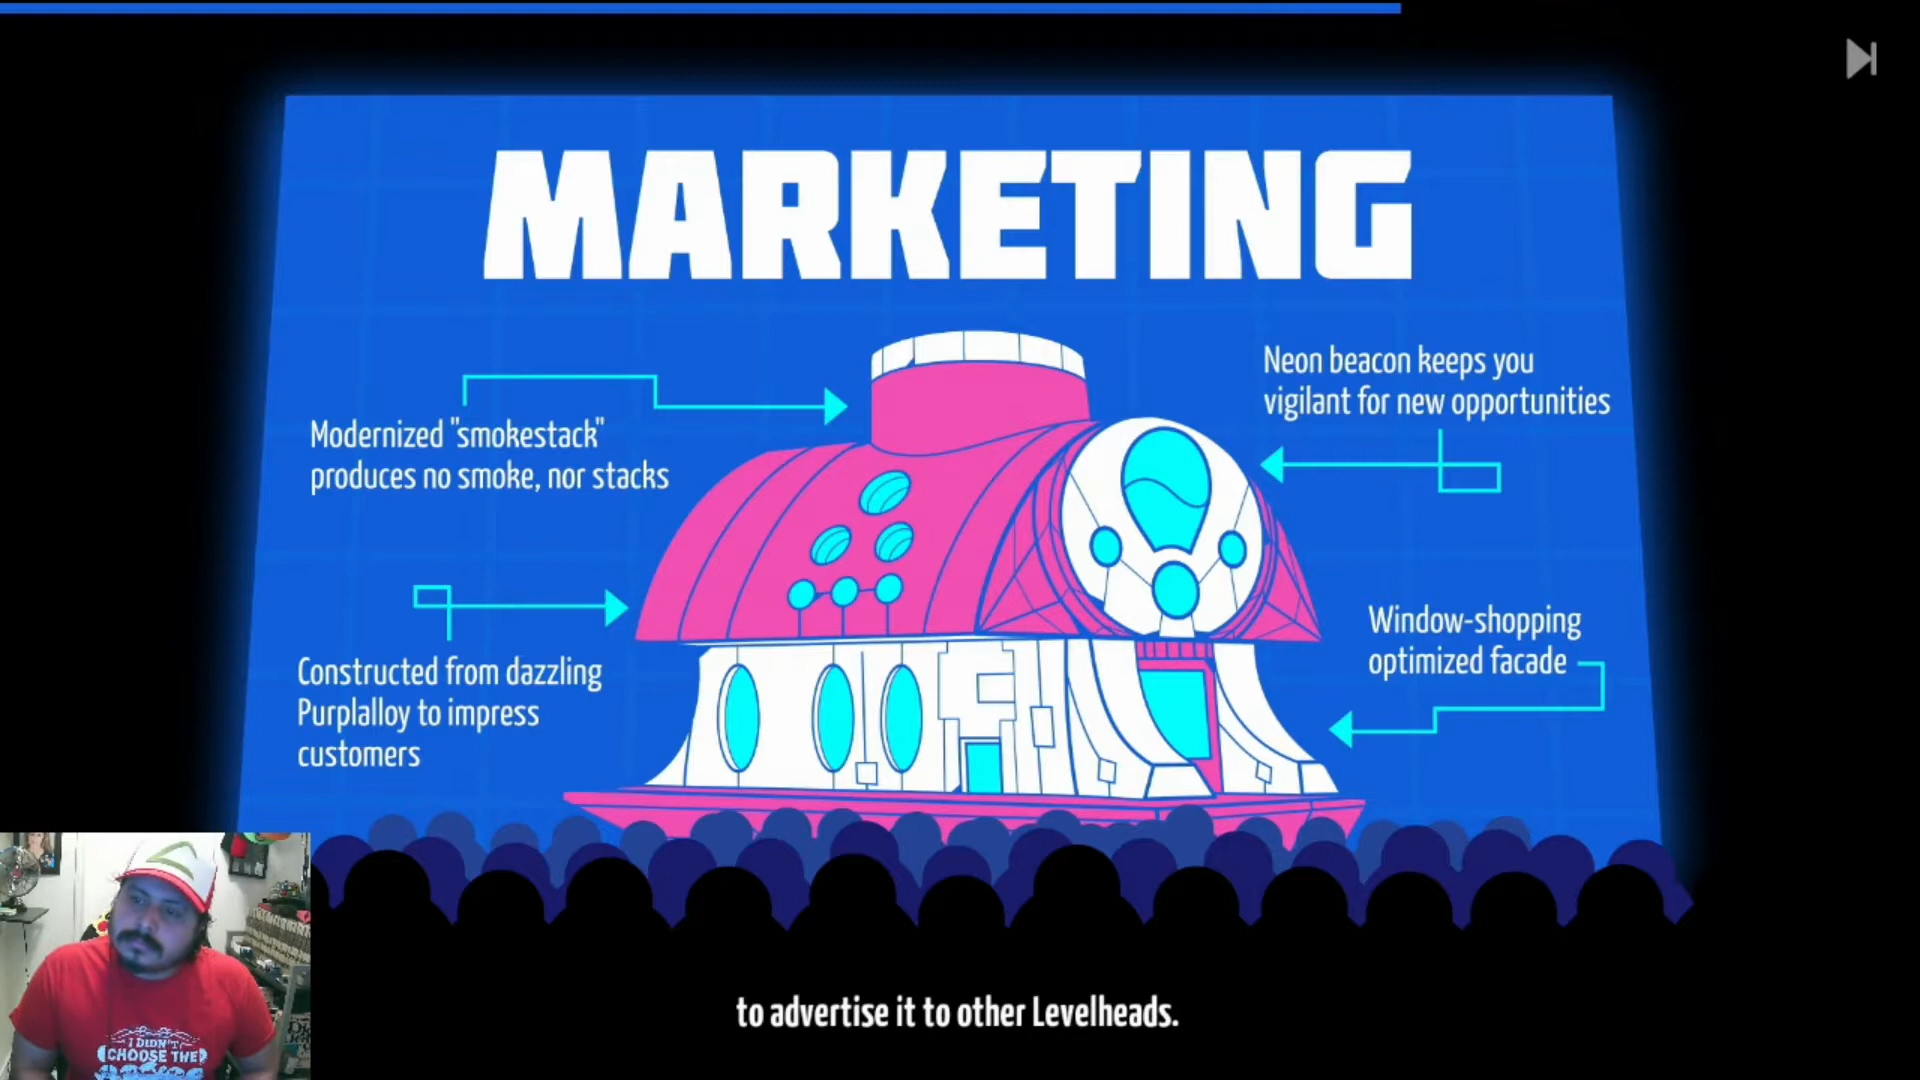 MARKETING
Neon beacon keeps you
vigilant for new opportunities
Modernized "smokestack"
produces no smoke, nor stacks
Window-shopping
optimized facade
Constructed from dazzling
Purplalloy to impress
customers
I DIDN'T
CHOOSE THE
to advertise it to other Levelheads.